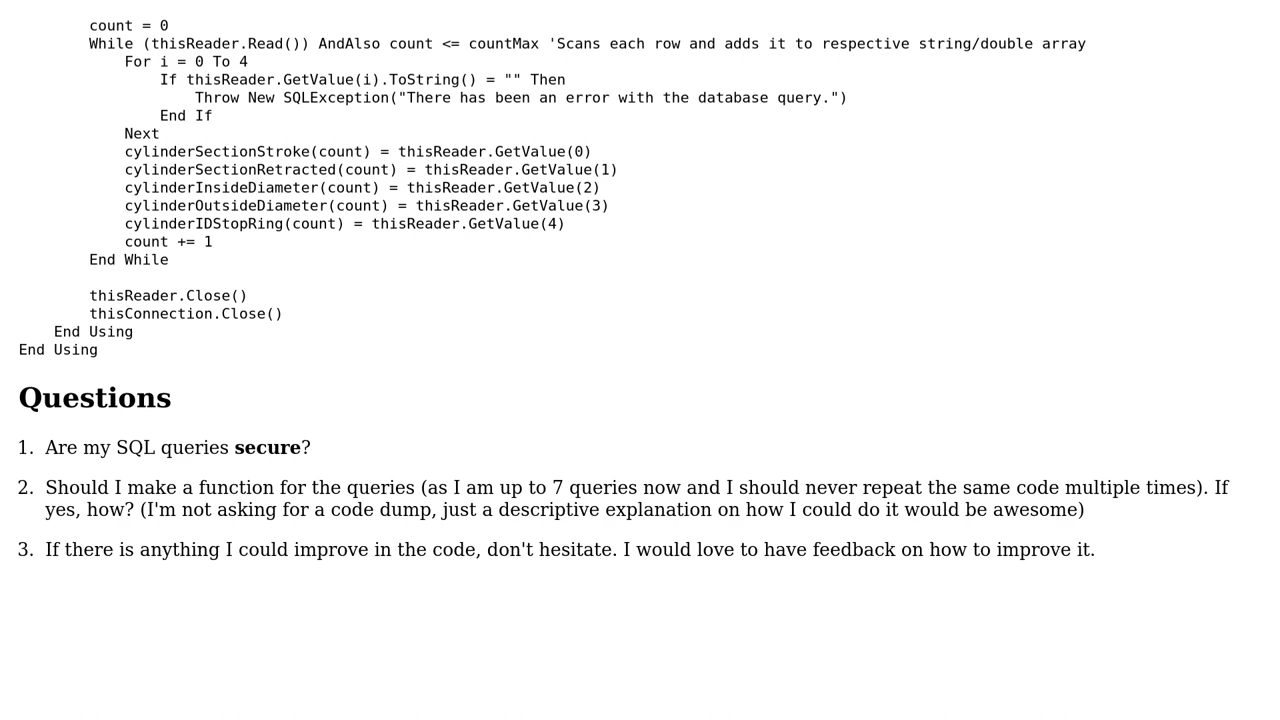 count = 0
While (thisReader.Read()) AndAlso count <= countMax 'Scans each row and adds it to respective string/double array
For i = 0 To 4
If thisReader.GetValue(i).ToString() = "" Then
Throw New SQLException("There has been an error with the database query.")
End If
Next
cylinderSectionStroke(count) = thisReader.GetValue(0)
cylinderSectionRetracted(count) = thisReader.GetValue(1)
cylinderInsideDiameter(count) = thisReader.GetValue(2)
cylinderOutsideDiameter(count) = thisReader.GetValue(3)
cylinderIDStopRing(count) = thisReader.GetValue(4)
count += 1
End While
thisReader.Close()
thisConnection.Close()
End Using
End Using
Questions
1. Are my SQL queries secure?
2. Should I make a function for the queries (as I am up to 7 queries now and I should never repeat the same code multiple times). If
yes, how? (I'm not asking for a code dump, just a descriptive explanation on how I could do it would be awesome)
3. If there is anything I could improve in the code, don't hesitate. I would love to have feedback on how to improve it.